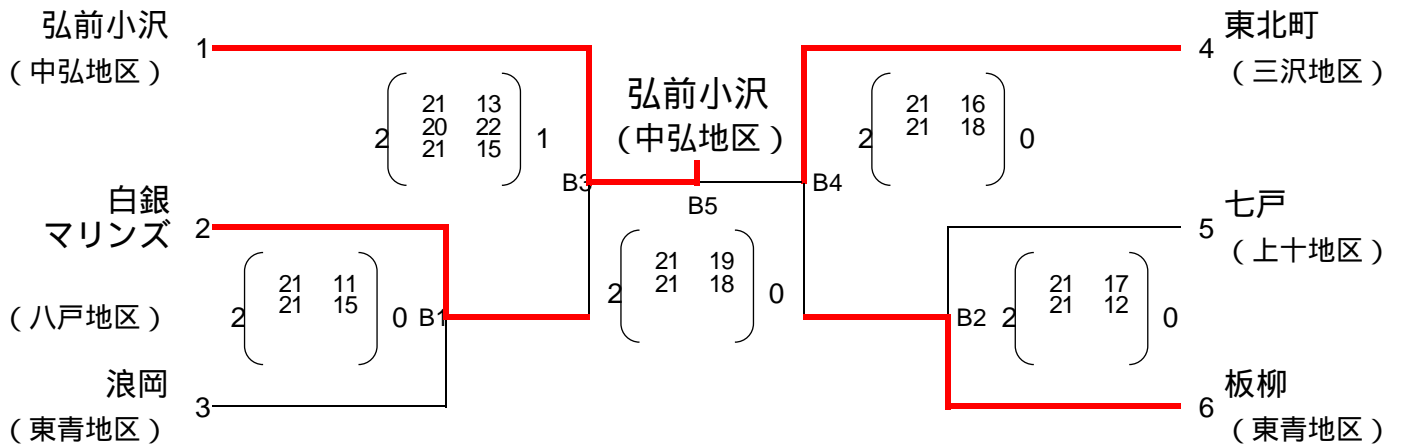 弘前小沢
(中弘地区)
1
2
21 13
20 22
21 15
1
B3
白銀
マリンズ
(八戸地区)
2
2
21 11
21 15
0
B1
浪岡
(東青地区)
3
弘前小沢
(中弘地区)
B5
2
21 19
21 18
0
東北町
(三沢地区)
4
2
21 16
21 18
0
B4
七戸
(上十地区)
5
B2
2
21 17
21 12
0
板柳
(東青地区)
6